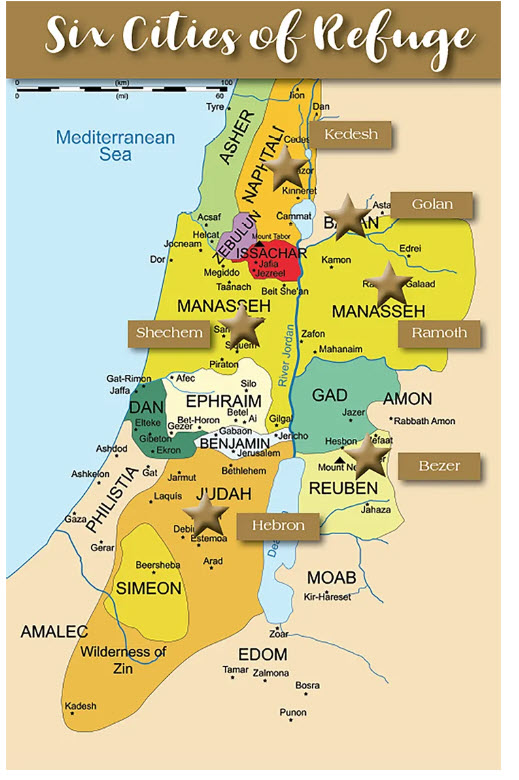 Six Cities of Refuge
(km)
100
(mi)
60
Ilion
Dan
Tyre
Mediterranean
Sea
ASHER
NAPHTALI
Kedesh
Kinneret
Golan
Acsaf
Cammat
Helcat
ZEBULUN
Mount Tabor
Jocneam
ISSACHAR
Edrei
Dor
Jafia
Kamon
Megiddo
Jezreel
Taanach
Beit She'an
Galaad
MANASSEH
MANASSEH
Shechem
Ramoth
Zafon
Mahanaim
Piraton
River Jordan
Gat-Rimon
Afec
Jaffa
Silo
GAD
AMON
DAN
EPHRAIM
Betel
Ai
Gilgal
Jazer
Rabbath Amon
Elteke
Bet-Horon
Gezer
Gabaon
Gibeton
BENJAMIN
Jericho
Hesbon
Ashdod
Ekron
Jerusalem
Bezer
Ashkelon
Gat
Jarmut
Bethlehem
REUBEN
PHILISTIA
Laquis
JUDAH
Jahaza
Gaza
Hebron
Estemoa
Gerar
Arad
Beersheba
MOAB
SIMEON
Kir-Hareset
AMALEC
Zoar
Wilderness of
Zin
EDOM
Tamar
Zalmona
Bosra
Kadesh
Punon